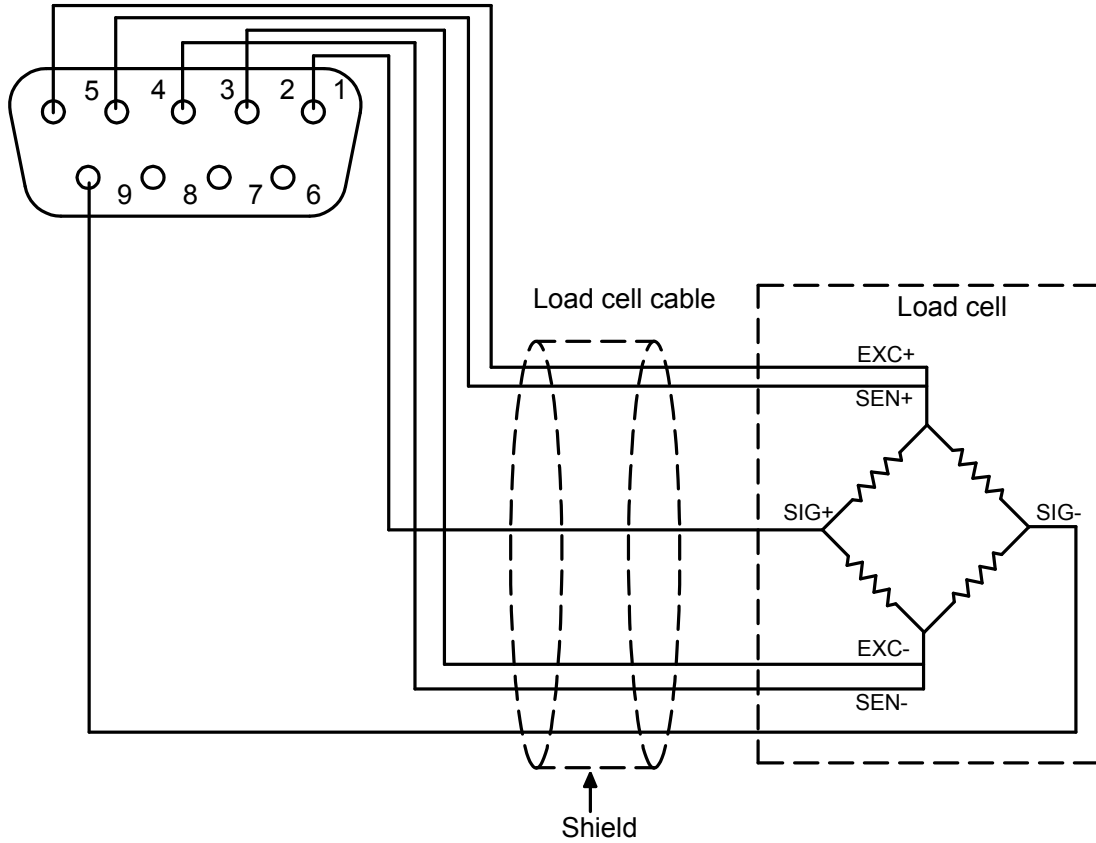 5 4 3 2 1
9 8 7 6
Load cell cable
Load cell
EXC+
SEN+
SIG+
SIG-
EXC-
SEN-
Shield